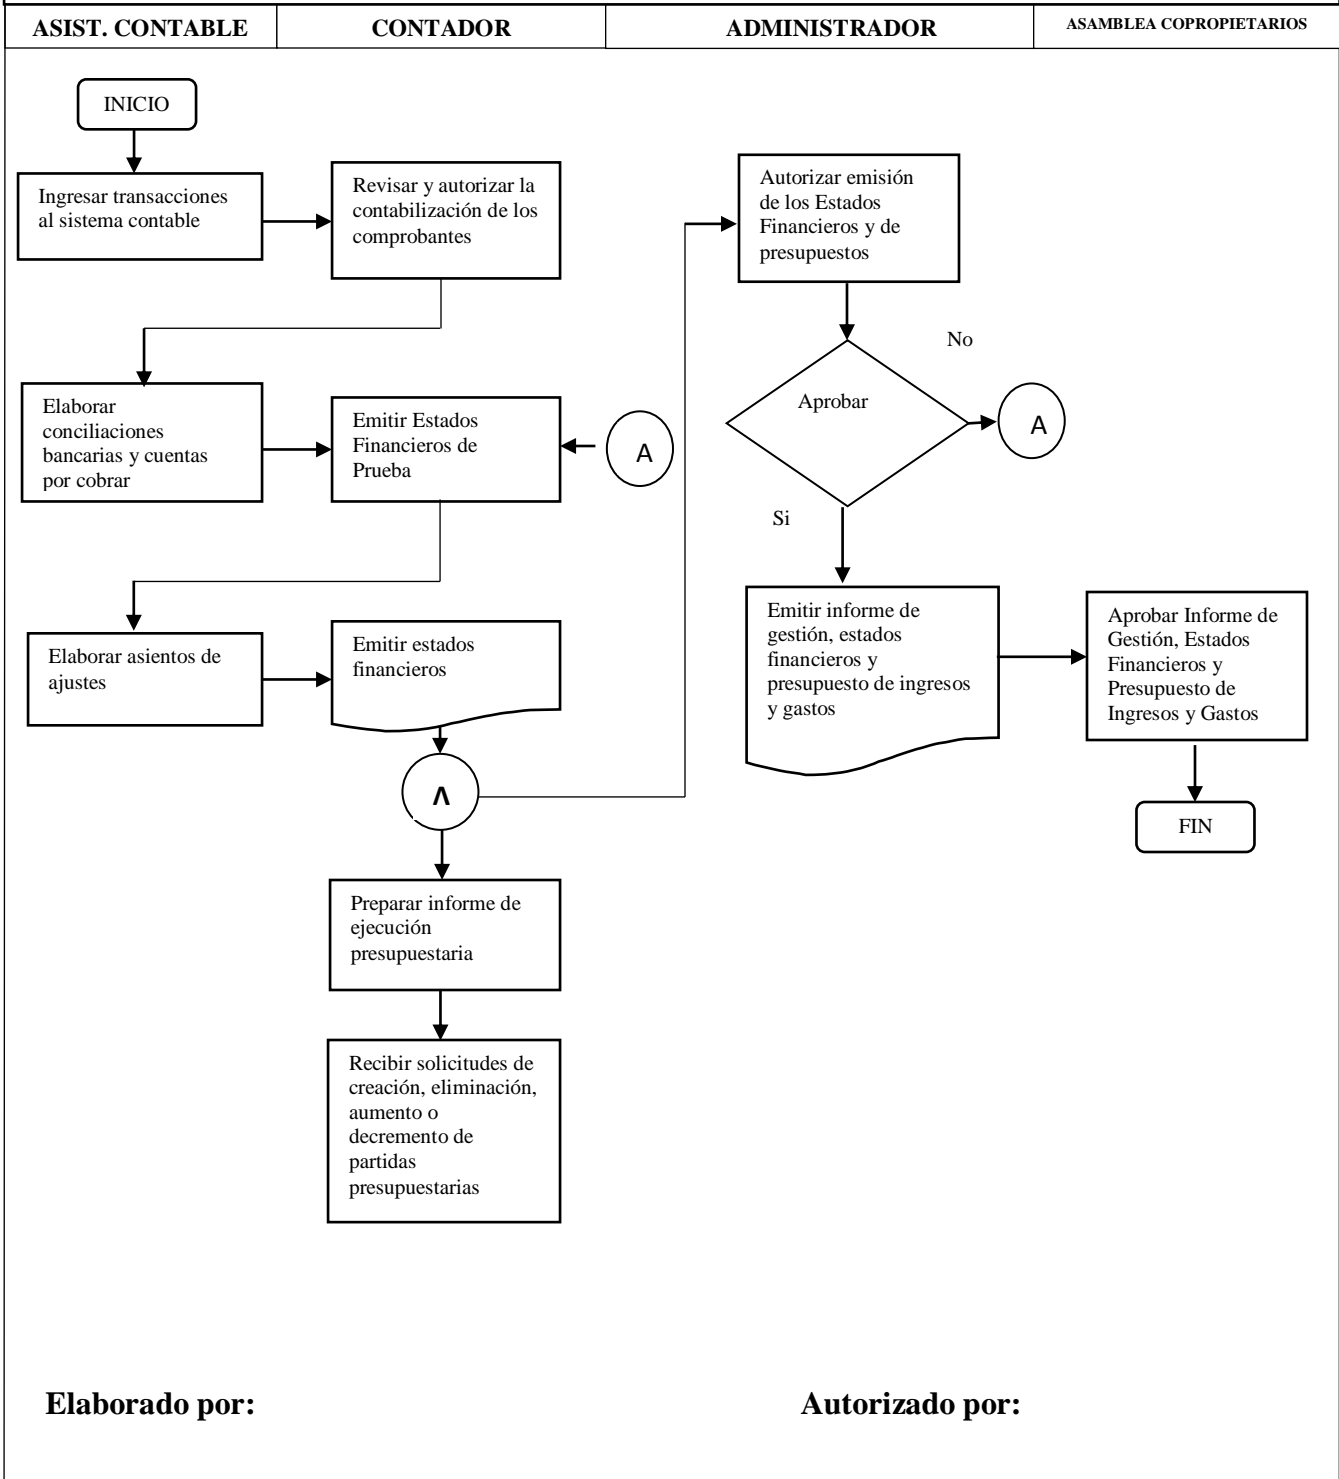 ASIST. CONTABLE
CONTADOR
ADMINISTRADOR
ASAMBLEA COPROPIETARIOS
INICIO
Ingresar transacciones
al sistema contable
Revisar y autorizar la
contabilización de los
comprobantes
Autorizar emisión
de los Estados
Financieros y de
presupuestos
No
Aprobar
A
Si
Elaborar
conciliaciones
bancarias y cuentas
por cobrar
Emitir Estados
Financieros de
Prueba
A
Elaborar asientos de
ajustes
Emitir estados
financieros
Emitir informe de
gestión, estados
financieros y
presupuesto de ingresos
y gastos
Aprobar Informe de
Gestión, Estados
Financieros y
Presupuesto de
Ingresos y Gastos
FIN
Preparar informe de
ejecución
presupuestaria
Recibir solicitudes de
creación, eliminación,
aumento o
decremento de
partidas
presupuestarias
Elaborado por:
Autorizado por: